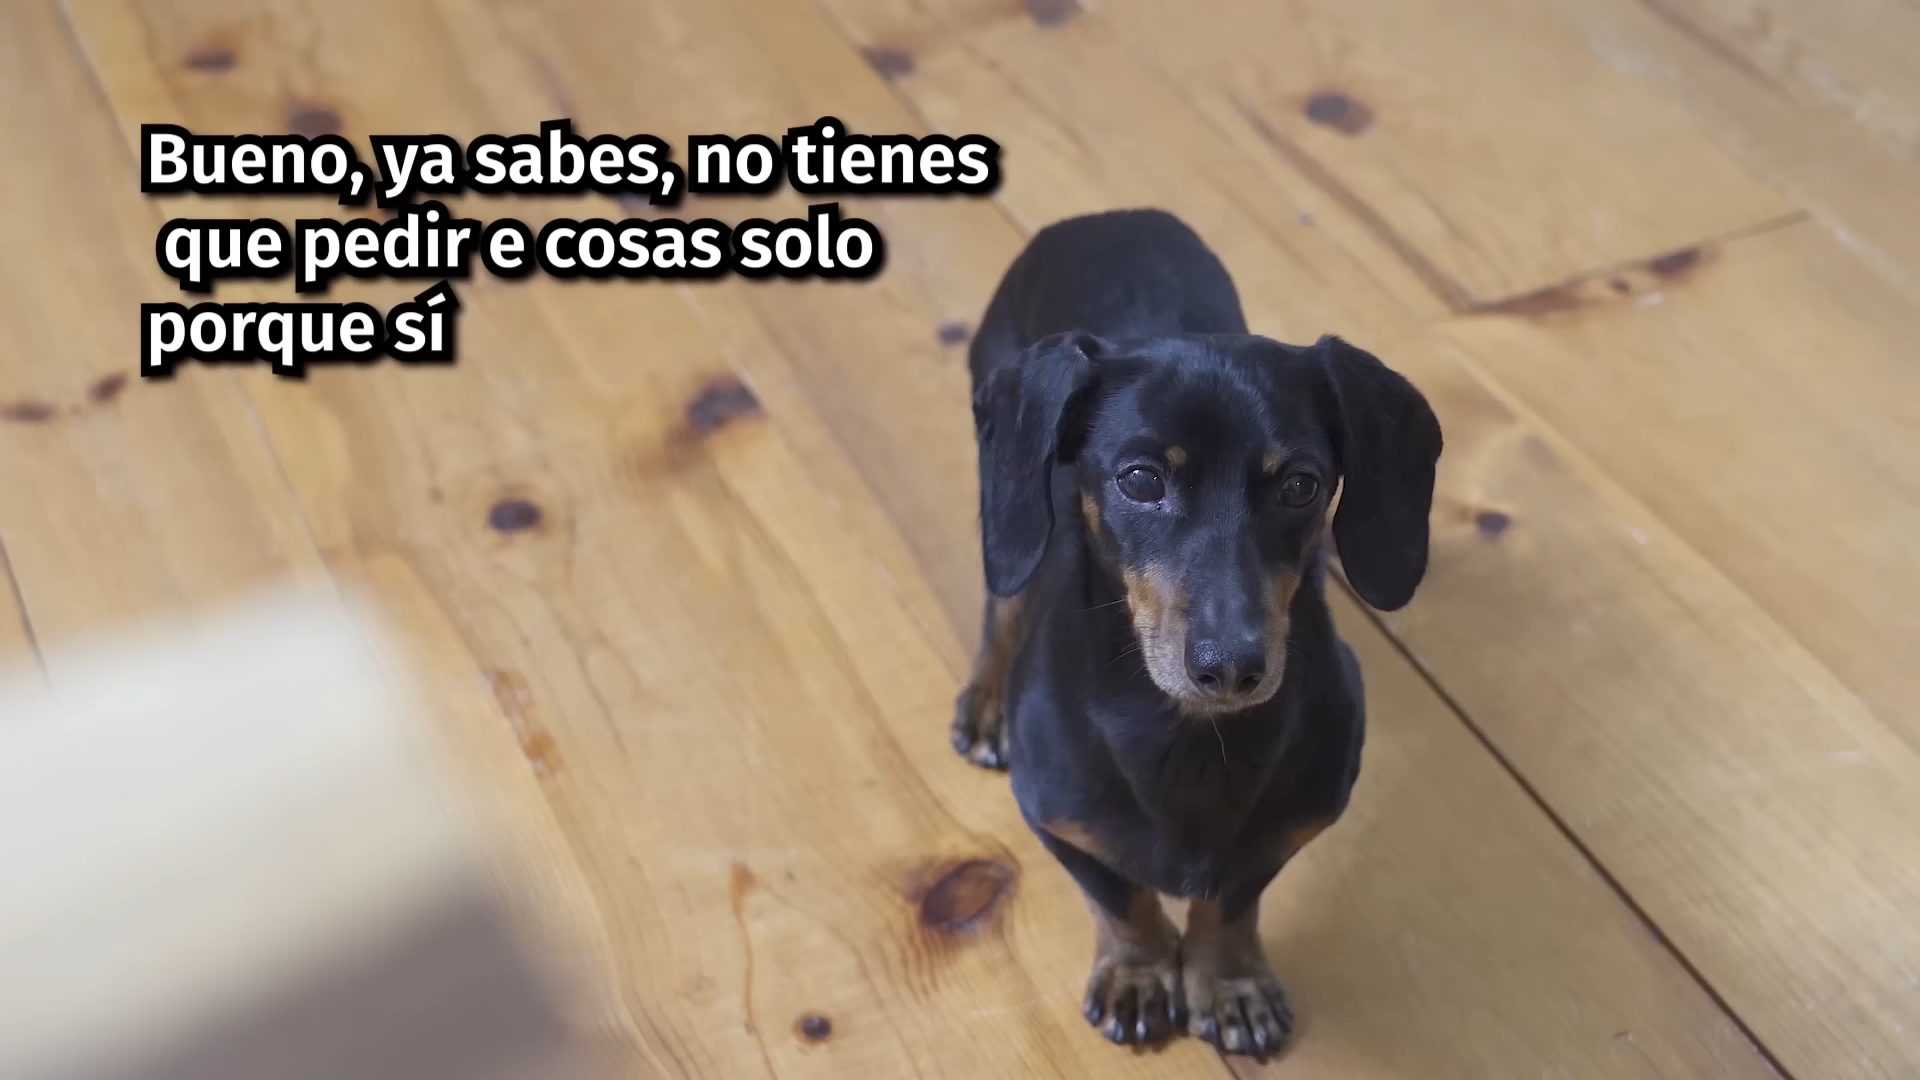 Bueno, ya sabes, no tienes
que pedir e cosas solo
porque sí